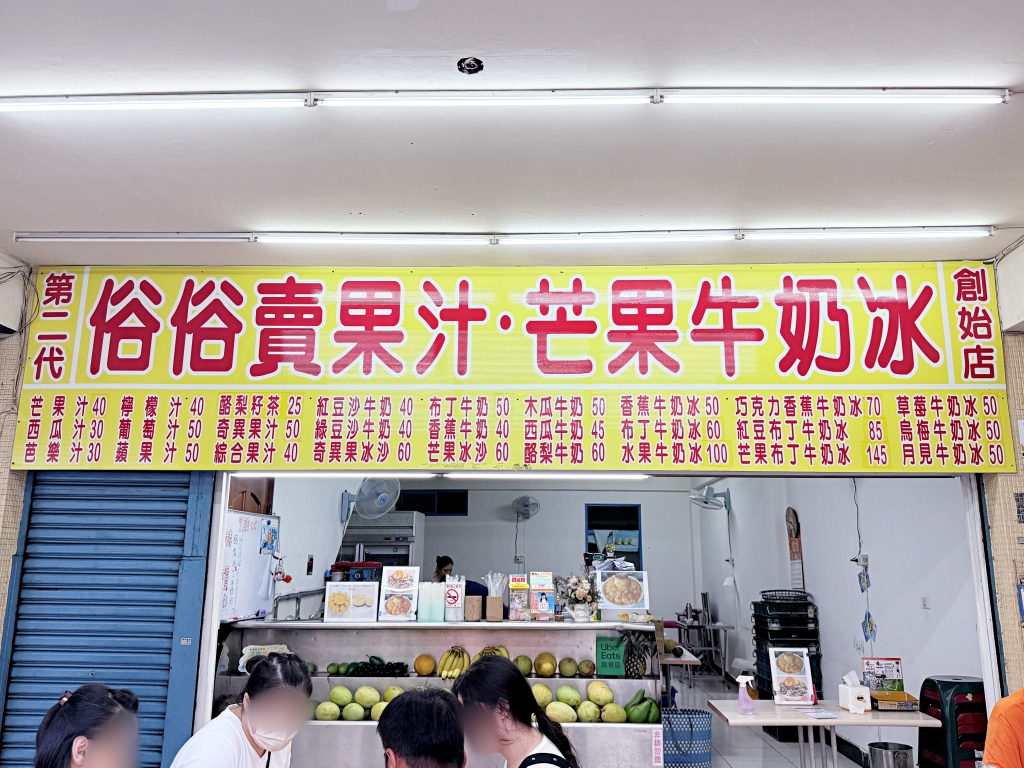 第二代
俗俗賣果汁·芒果牛奶冰
創始店
芒果汁40 檸檬汁40 酪梨籽茶25 紅豆沙牛奶40 布丁牛奶50 木瓜牛奶50 香蕉牛奶冰50 巧克力香蕉牛奶冰70 草莓牛奶冰50
西瓜汁30 葡萄汁50 奇異果汁50 綠豆沙牛奶40 香蕉牛奶40 西瓜牛奶45 布丁牛奶冰60 紅豆布丁牛奶冰85 烏梅牛奶冰50
芭樂汁30 蘋果汁50 綜合果汁40 奇異果冰沙60 芒果冰沙60 酪梨牛奶60 水果牛奶冰100 芒果布丁牛奶冰145 月見牛奶冰50
Uber
Eats
非請勿進